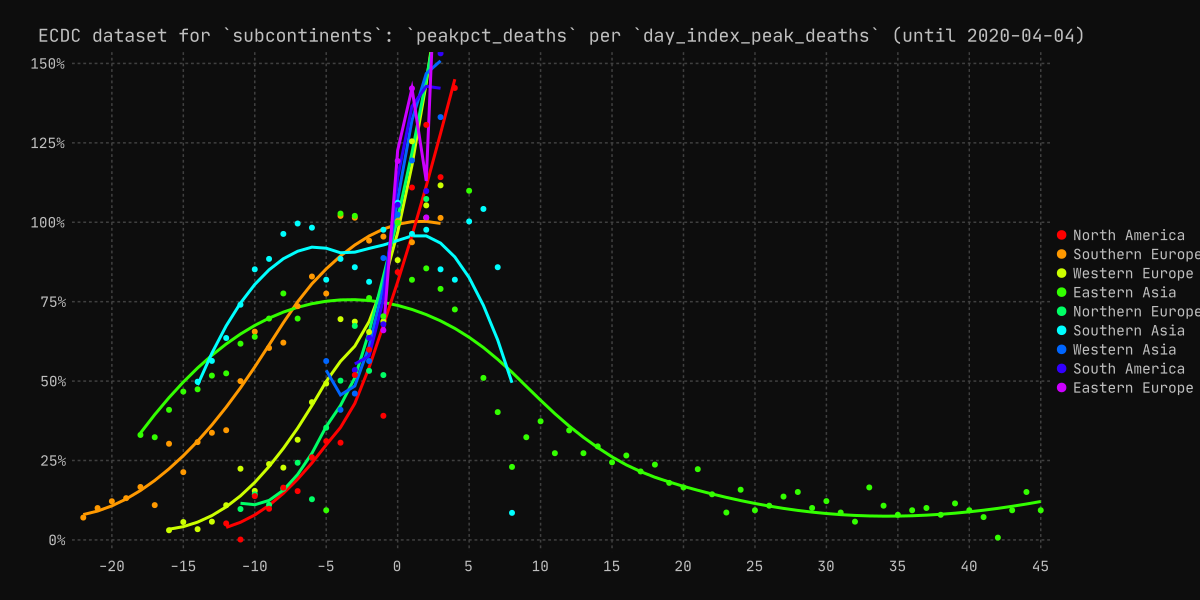 ECDC dataset for `subcontinents`: `peakpct_deaths` per `day_index_peak_deaths` (until 2020-04-04)
150%
125%
100%
75%
50%
25%
0%
-20 -15 -10 -5 0 5 10 15 20 25 30 35 40 45
North America
Southern Europe
Western Europe
Eastern Asia
Northern Europe
Southern Asia
Western Asia
South America
Eastern Europe